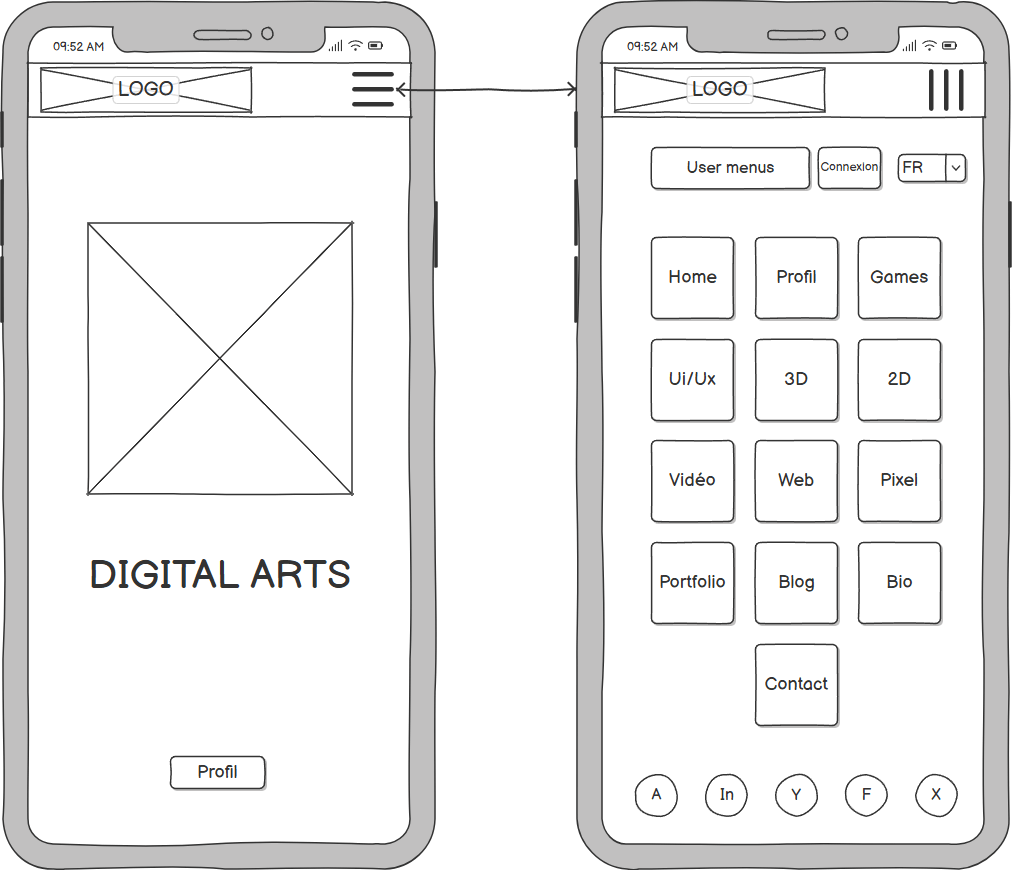 09:52 AM
LOGO
DIGITAL ARTS
Profil
09:52 AM
LOGO
User menus
Connexion
FR
Home
Profil
Games
Ui/Ux
3D
2D
Vidéo
Web
Pixel
Portfolio
Blog
Bio
Contact
A
In
Y
F
X